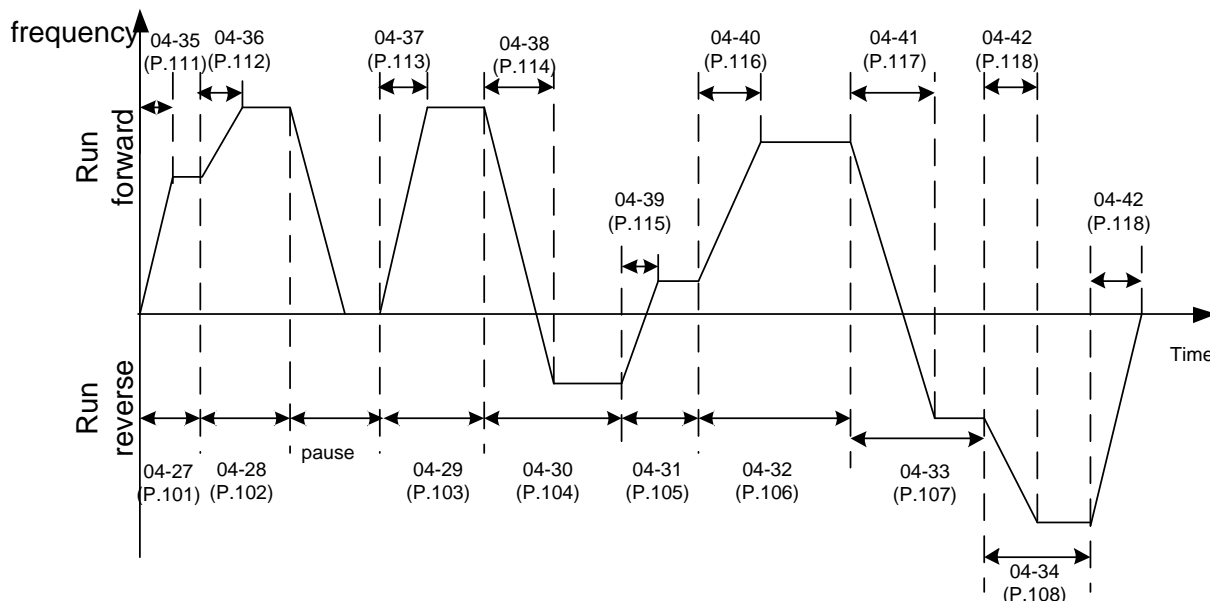 frequency
04-35
(P.111)
04-36
(P.112)
04-37
(P.113)
04-38
(P.114)
04-40
(P.116)
04-41
(P.117)
04-42
(P.118)
Run
forward
04-39
(P.115)
04-42
(P.118)
Time
Run
reverse
pause
04-27
(P.101)
04-28
(P.102)
04-29
(P.103)
04-30
(P.104)
04-31
(P.105)
04-32
(P.106)
04-33
(P.107)
04-34
(P.108)